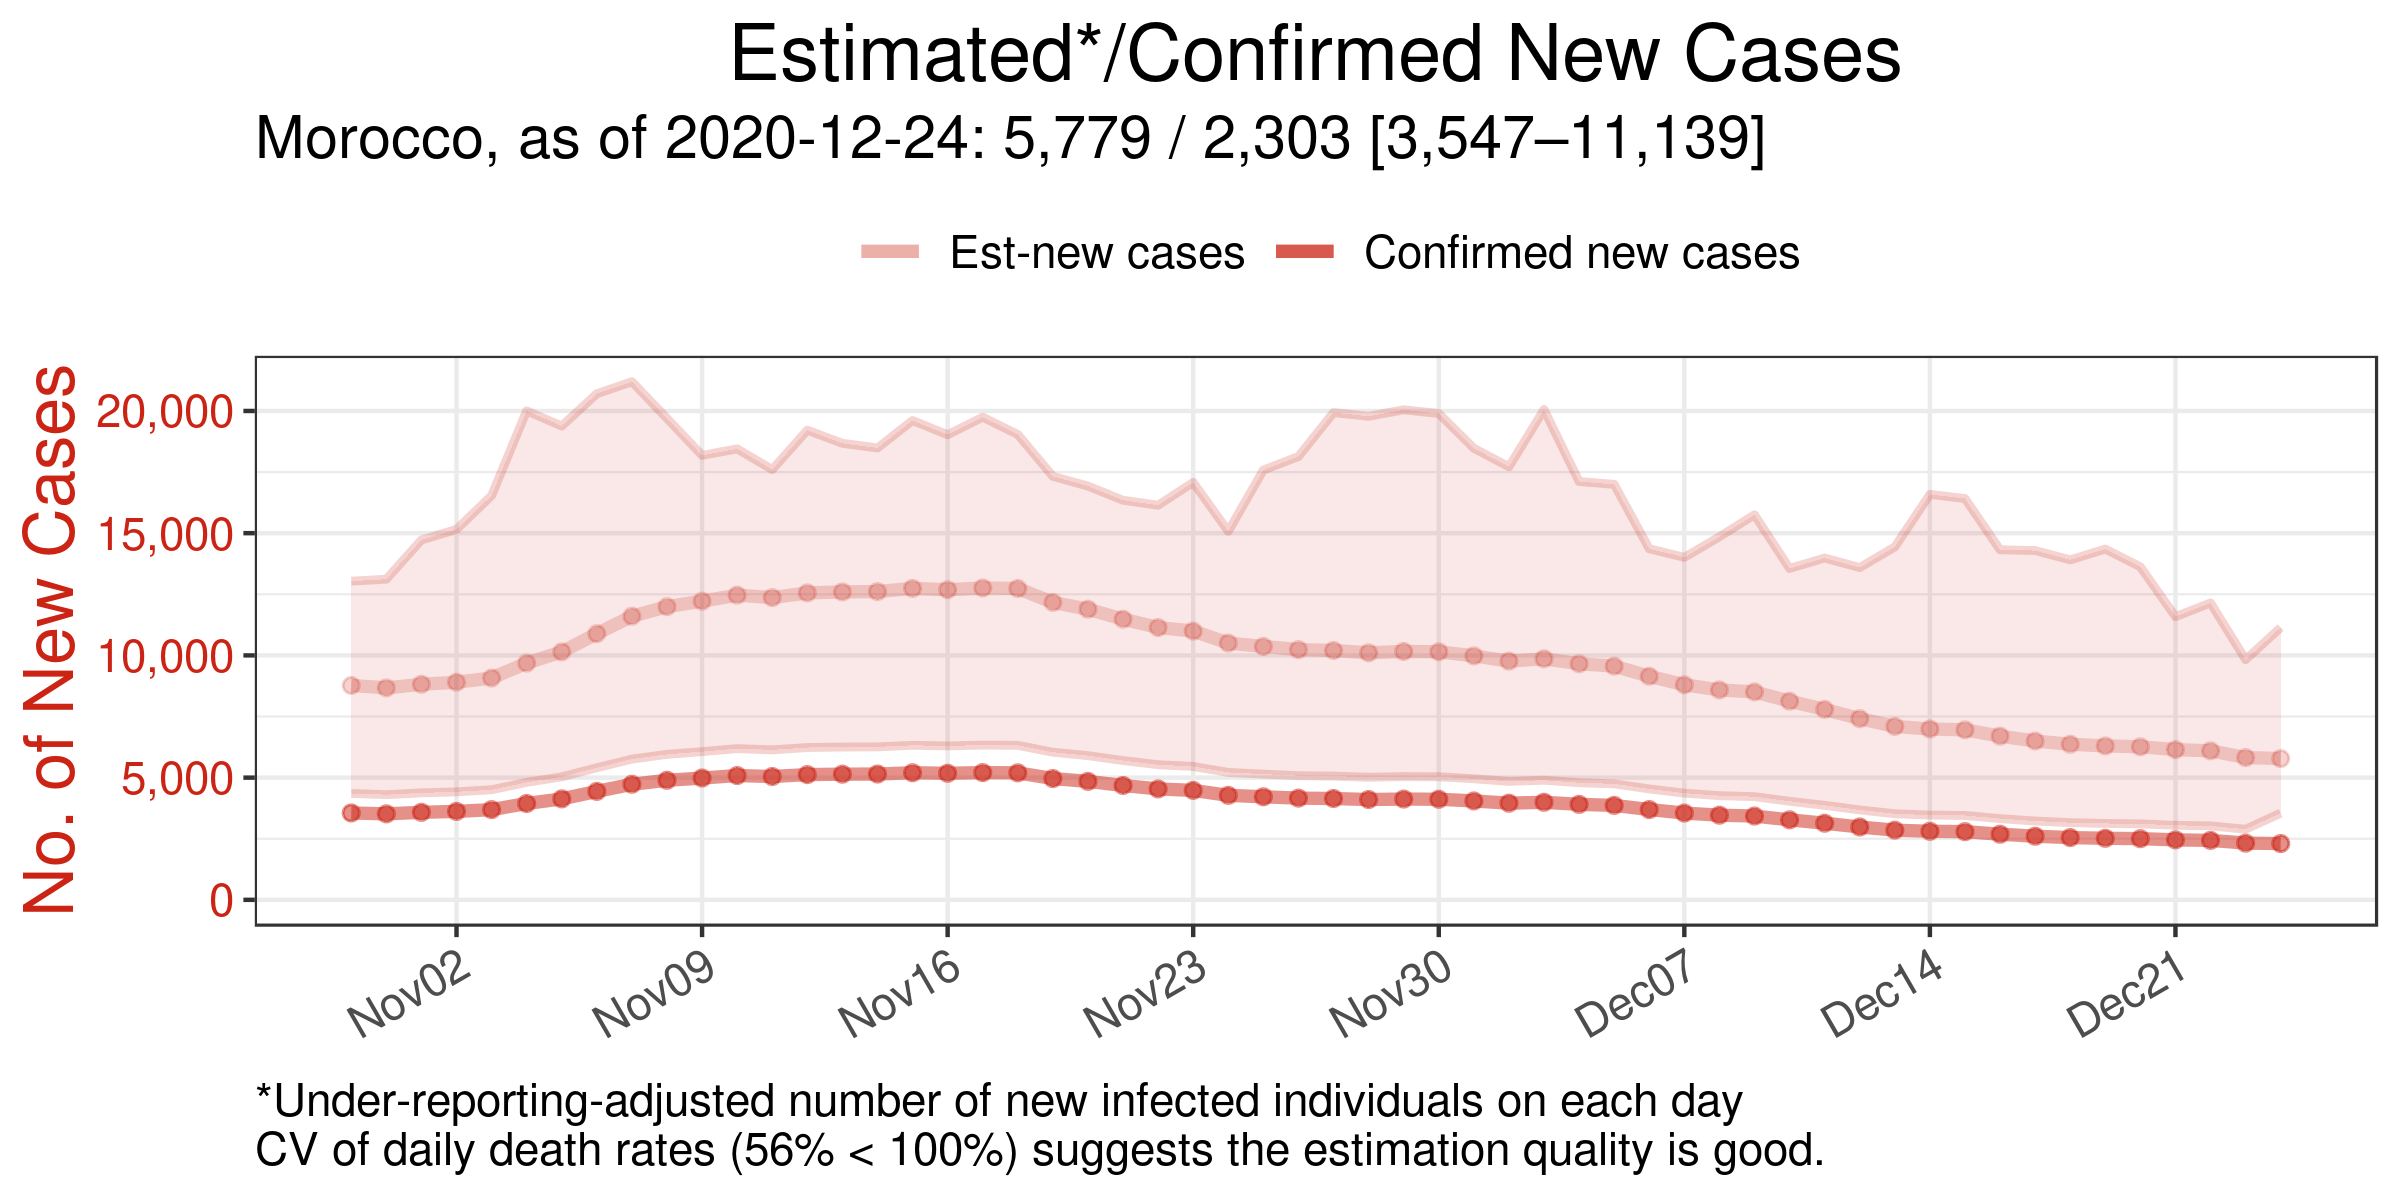 Estimated*/Confirmed New Cases
Morocco, as of 2020-12-24: 5,779 / 2,303 [3,547–11,139]
Est-new cases Confirmed new cases
No. of New Cases
20,000
15,000
10,000
5,000
0
Nov02 Nov09 Nov16 Nov23 Nov30 Dec07 Dec14 Dec21
*Under-reporting-adjusted number of new infected individuals on each day
CV of daily death rates (56% < 100%) suggests the estimation quality is good.